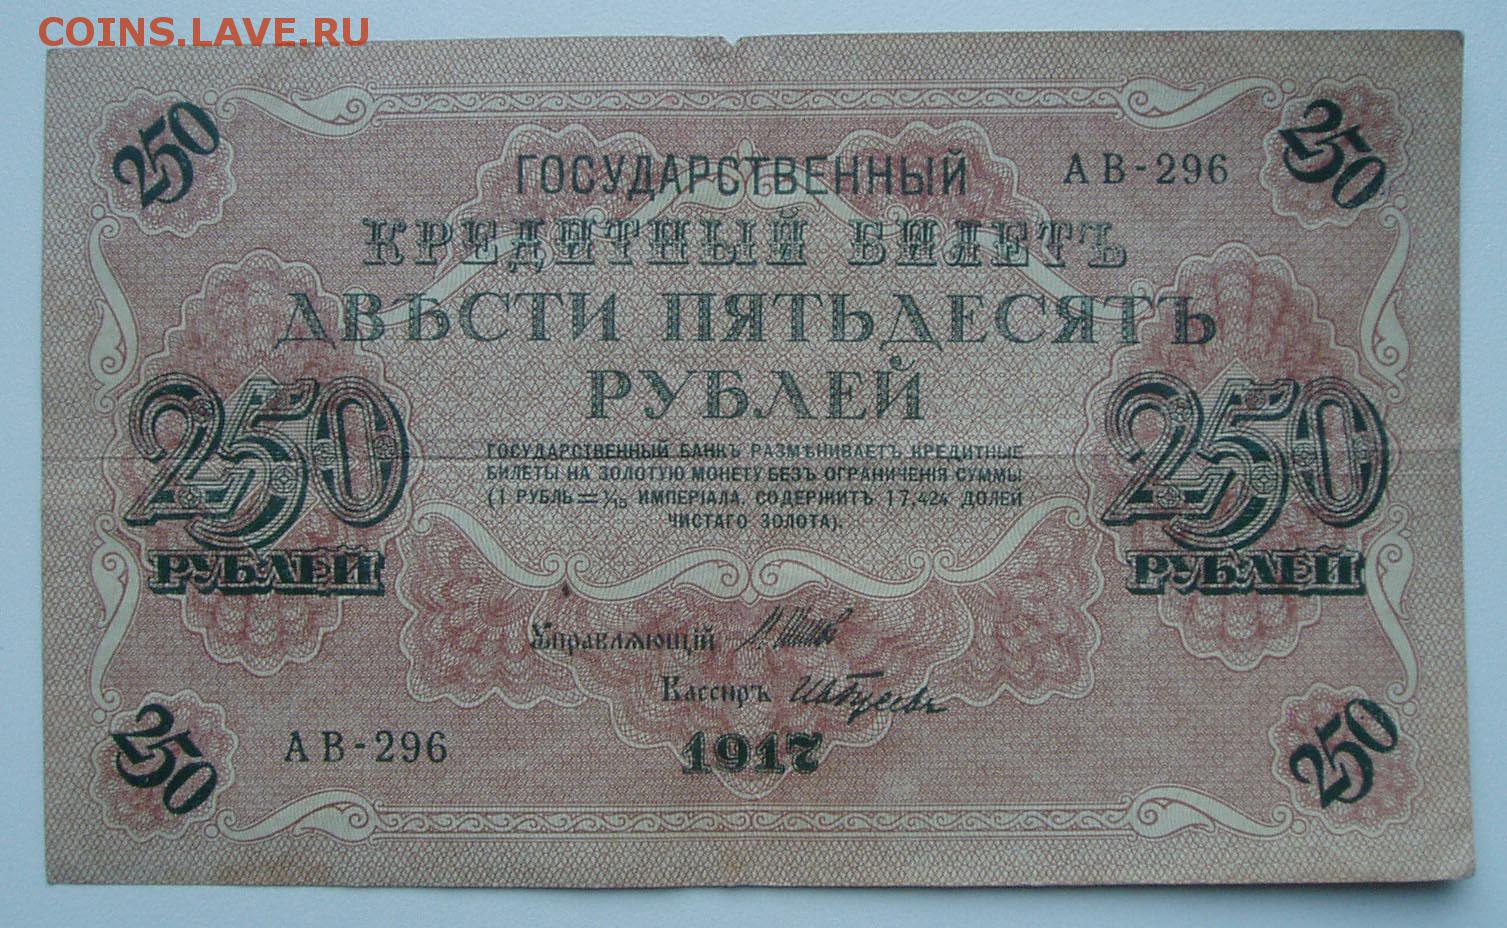 COINS.LAVE.RU
250
250
ГОСУДАРСТВЕННЫЙ
АВ-296
КРЕДИТНЫЙ БИЛЕТЪ
ДВѢСТИ ПЯТЬДЕСЯТЪ
РУБЛЕЙ
250
РУБЛЕЙ
ГОСУДАРСТВЕННЫЙ БАНКЪ РАЗМѢНИВАЕТЪ КРЕДИТНЫЕ
БИЛЕТЫ НА ЗОЛОТУЮ МОНЕТУ БЕЗЪ ОГРАНИЧЕНІЯ СУММЫ
(1 РУБЛЬ = 1/15 ИМПЕРІАЛА, СОДЕРЖИТЪ 17,424 ДОЛЕЙ
ЧИСТАГО ЗОЛОТА).
250
РУБЛЕЙ
Управляющій
Кассиръ
1917
АВ-296
250
250